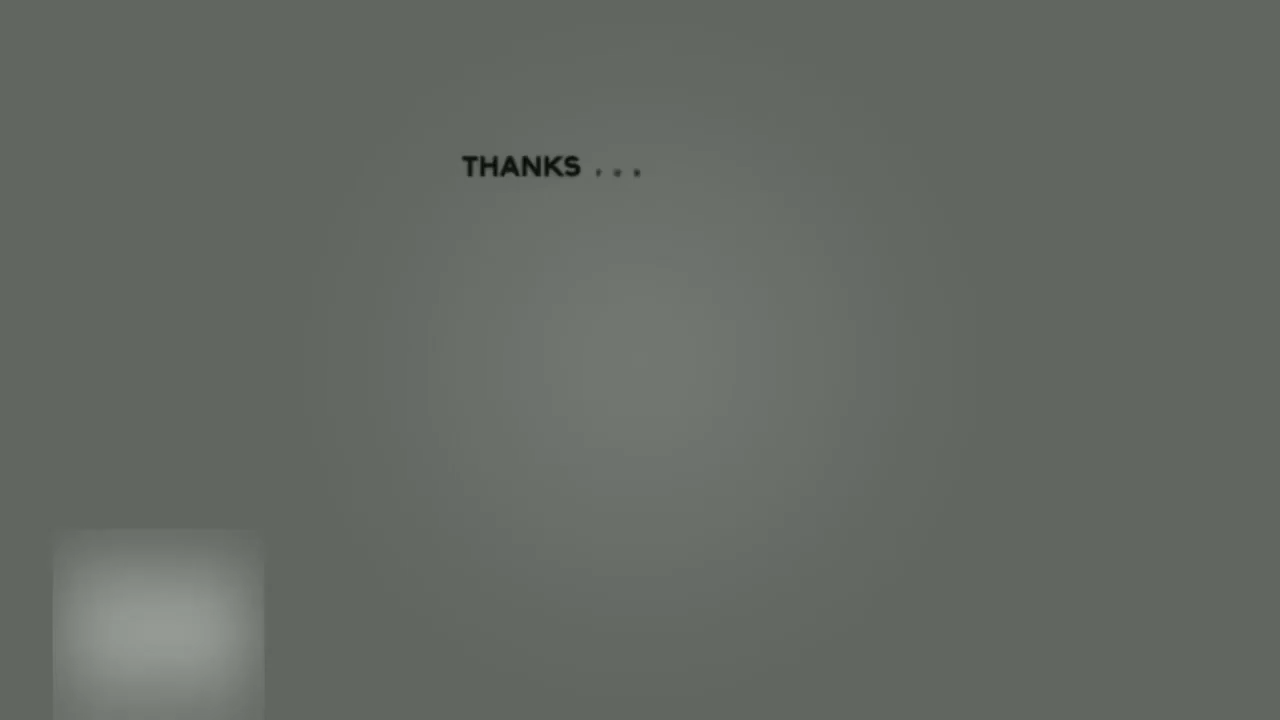 THANKS . . .